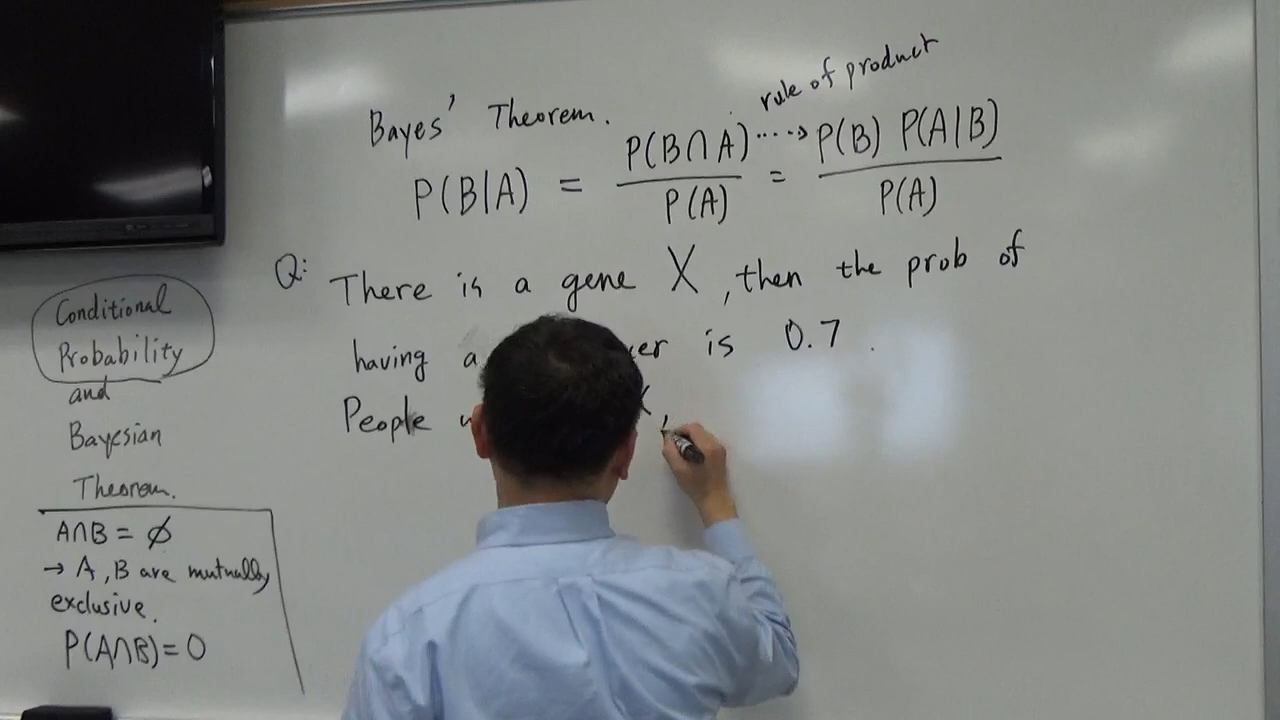 Bayes' Theorem.
rule of product
P(B|A) = P(B∩A) / P(A) = P(B) P(A|B) / P(A)
Q: There is a gene X, then the prob of
having a is 0.7.
People
Conditional
Probability
and
Bayesian
Theorem.
A∩B = ∅
→ A, B are mutually
exclusive.
P(A∩B) = 0